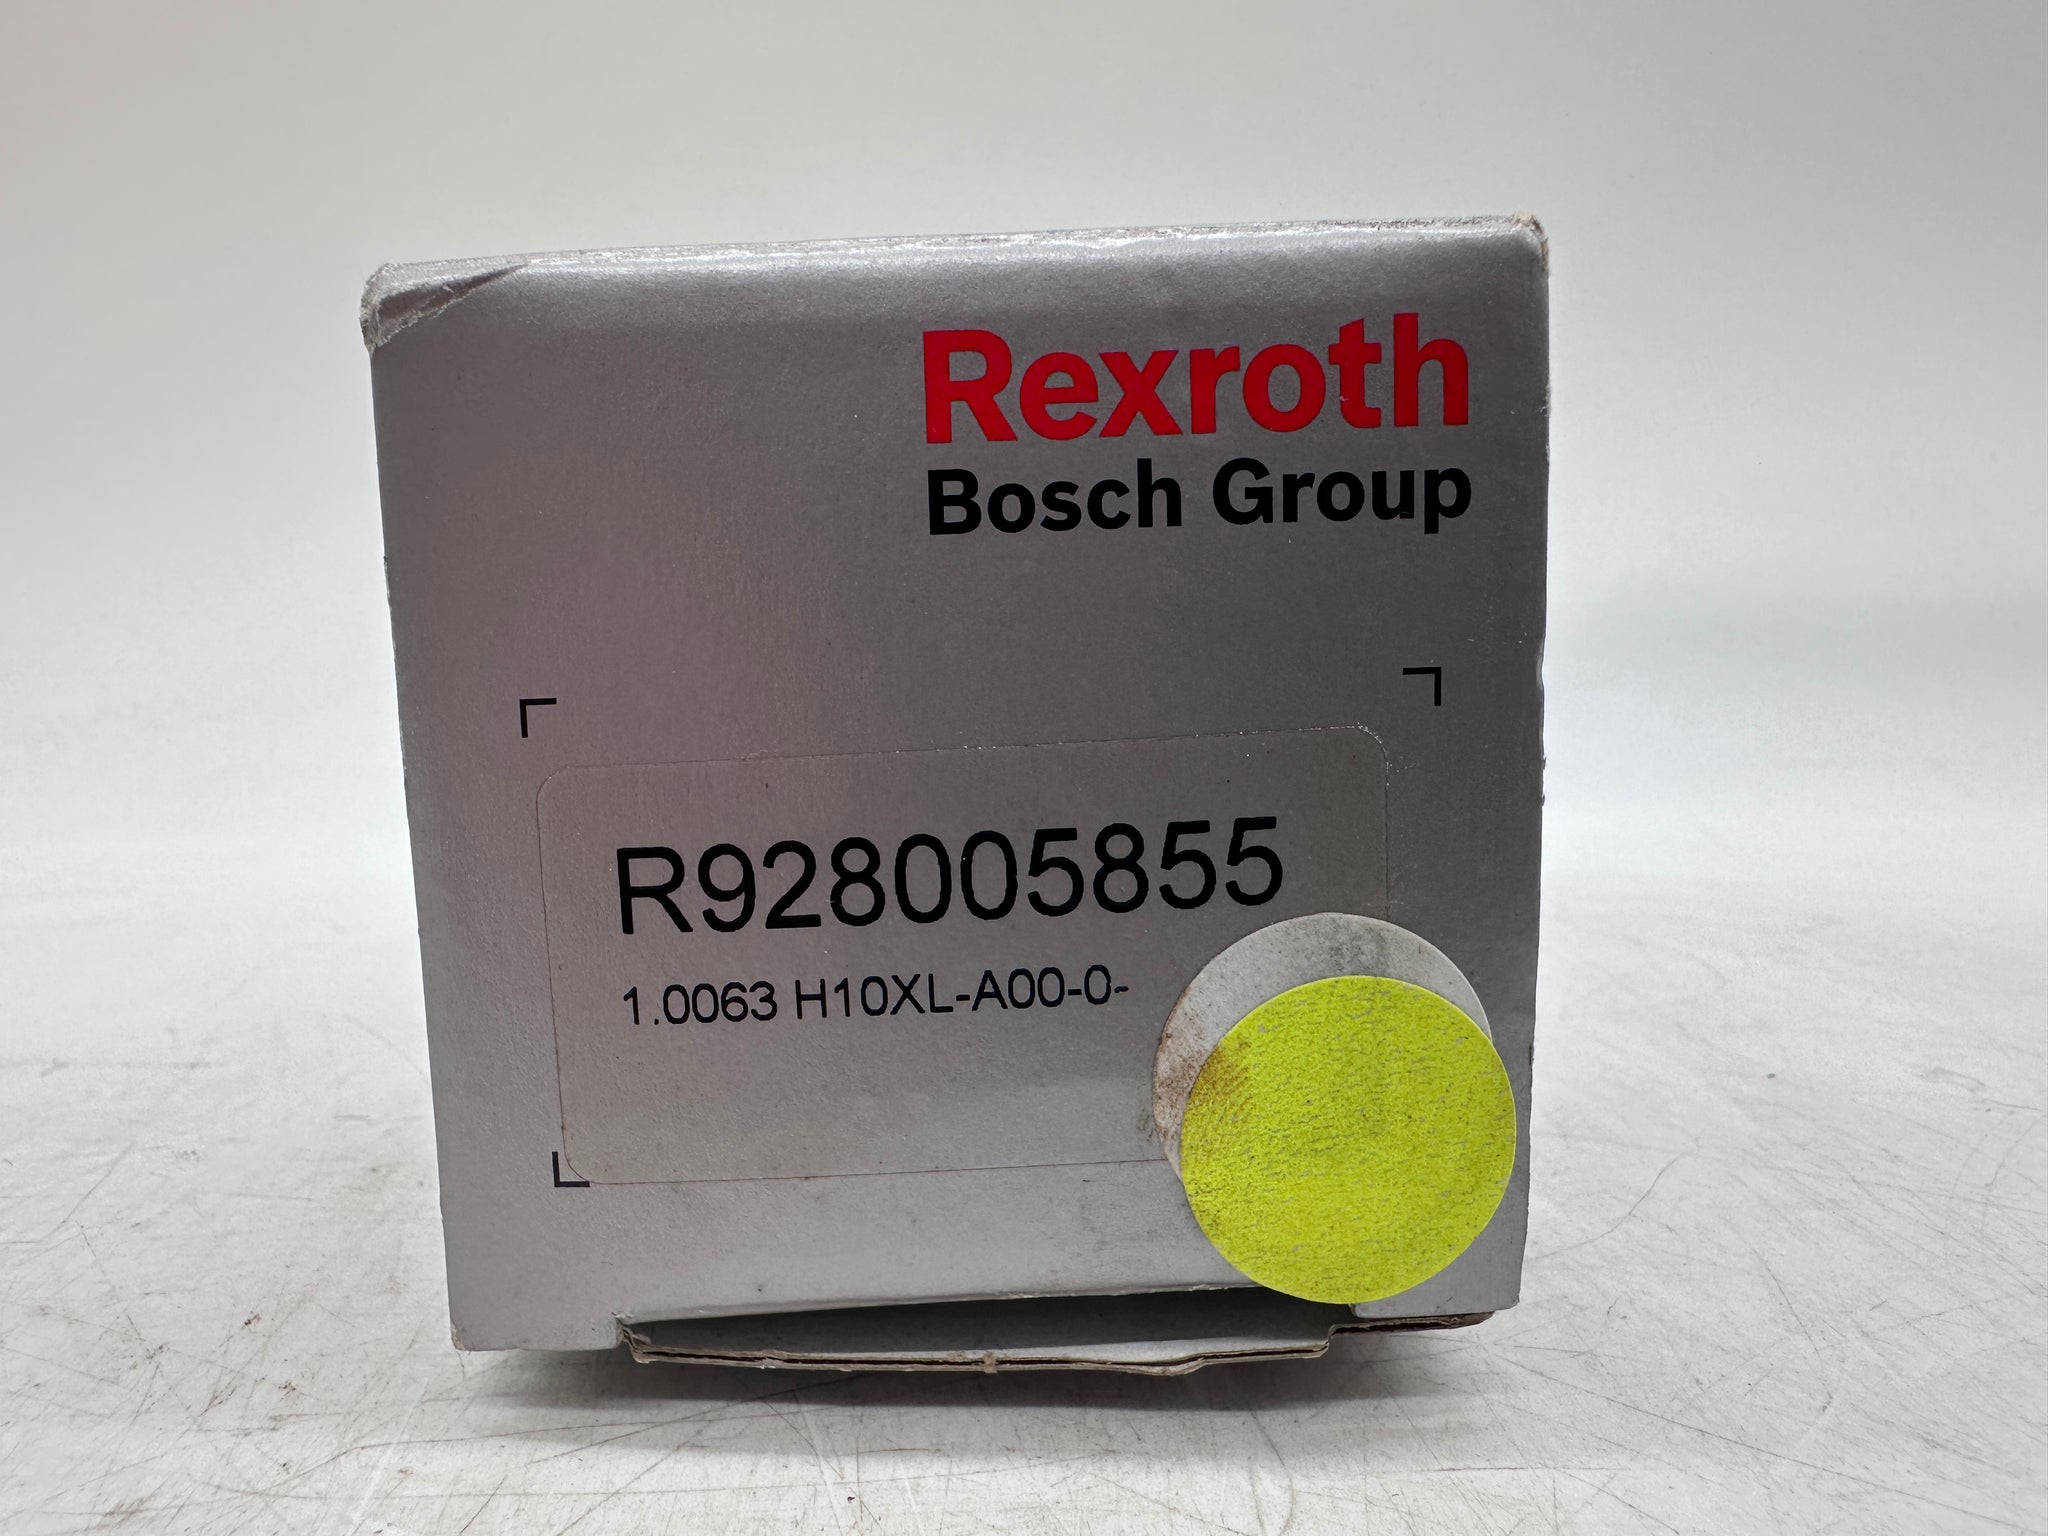 Rexroth
Bosch Group
R928005855
1.0063 H10XL-A00-0-